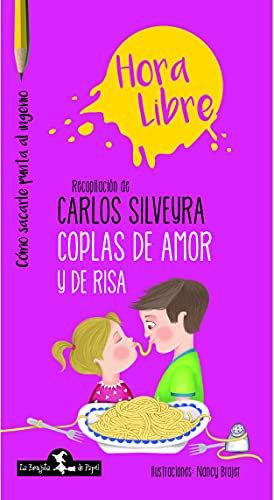 Cómo sacarle punta al ingenio
Hora
Libre
Recopilación de
CARLOS SILVEYRA
COPLAS DE AMOR
Y DE RISA
La Brujita de Papel
Ilustraciones: Nancy Brajer